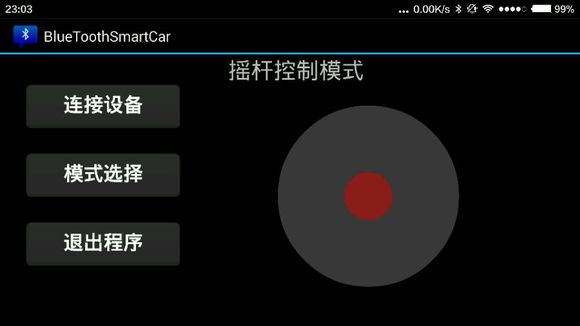 23:03
... 0.00K/s 99%
BlueToothSmartCar
摇杆控制模式
连接设备
模式选择
退出程序